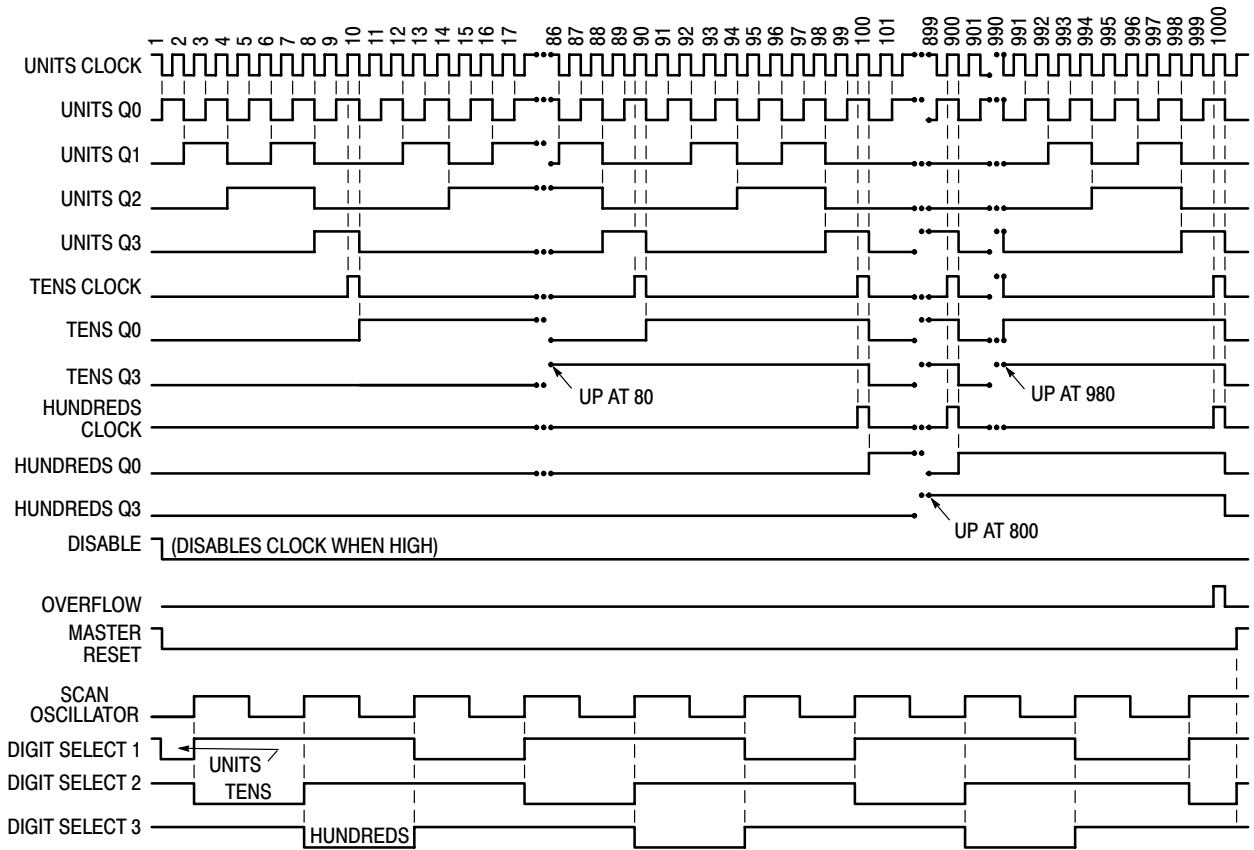 1 2 3 4 5 6 7 8 9 10 11 12 13 14 15 16 17 86 87 88 89 90 91 92 93 94 95 96 97 98 99 100 101 899 900 901 990 991 992 993 994 995 996 997 998 999 1000
UNITS CLOCK
UNITS Q0
UNITS Q1
UNITS Q2
UNITS Q3
TENS CLOCK
TENS Q0
TENS Q3
UP AT 80
UP AT 980
HUNDREDS
CLOCK
HUNDREDS Q0
HUNDREDS Q3
UP AT 800
DISABLE
(DISABLES CLOCK WHEN HIGH)
OVERFLOW
MASTER
RESET
SCAN
OSCILLATOR
DIGIT SELECT 1
UNITS
DIGIT SELECT 2
TENS
DIGIT SELECT 3
HUNDREDS